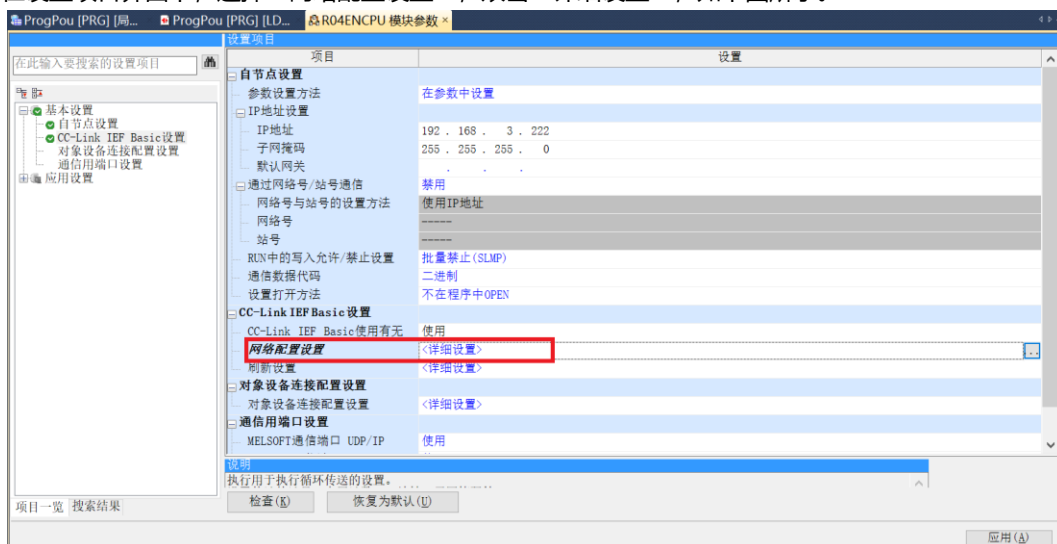 ProgPou [PRG] [局... ProgPou [PRG] [LD... R04ENCPU 模块参数 ×
设置项目
在此输入要搜索的设置项目
项目 设置
基本设置
自节点设置
CC-Link IEF Basic设置
对象设备连接配置设置
通信用端口设置
应用设置
自节点设置
参数设置方法 在参数中设置
IP地址设置
IP地址 192 . 168 . 3 . 222
子网掩码 255 . 255 . 255 . 0
默认网关 . . .
通过网络号/站号通信 禁用
网络号与站号的设置方法 使用IP地址
网络号 -----
站号 -----
RUN中的写入允许/禁止设置 批量禁止(SLMP)
通信数据代码 二进制
设置打开方法 不在程序中OPEN
CC-Link IEF Basic设置
CC-Link IEF Basic使用有无 使用
网络配置设置 <详细设置>
刷新设置 <详细设置>
对象设备连接配置设置
对象设备连接配置设置 <详细设置>
通信用端口设置
MELSOFT通信端口 UDP/IP 使用
说明
执行用于执行循环传送的设置。
项目一览 搜索结果
检查(K) 恢复为默认(U)
应用(A)